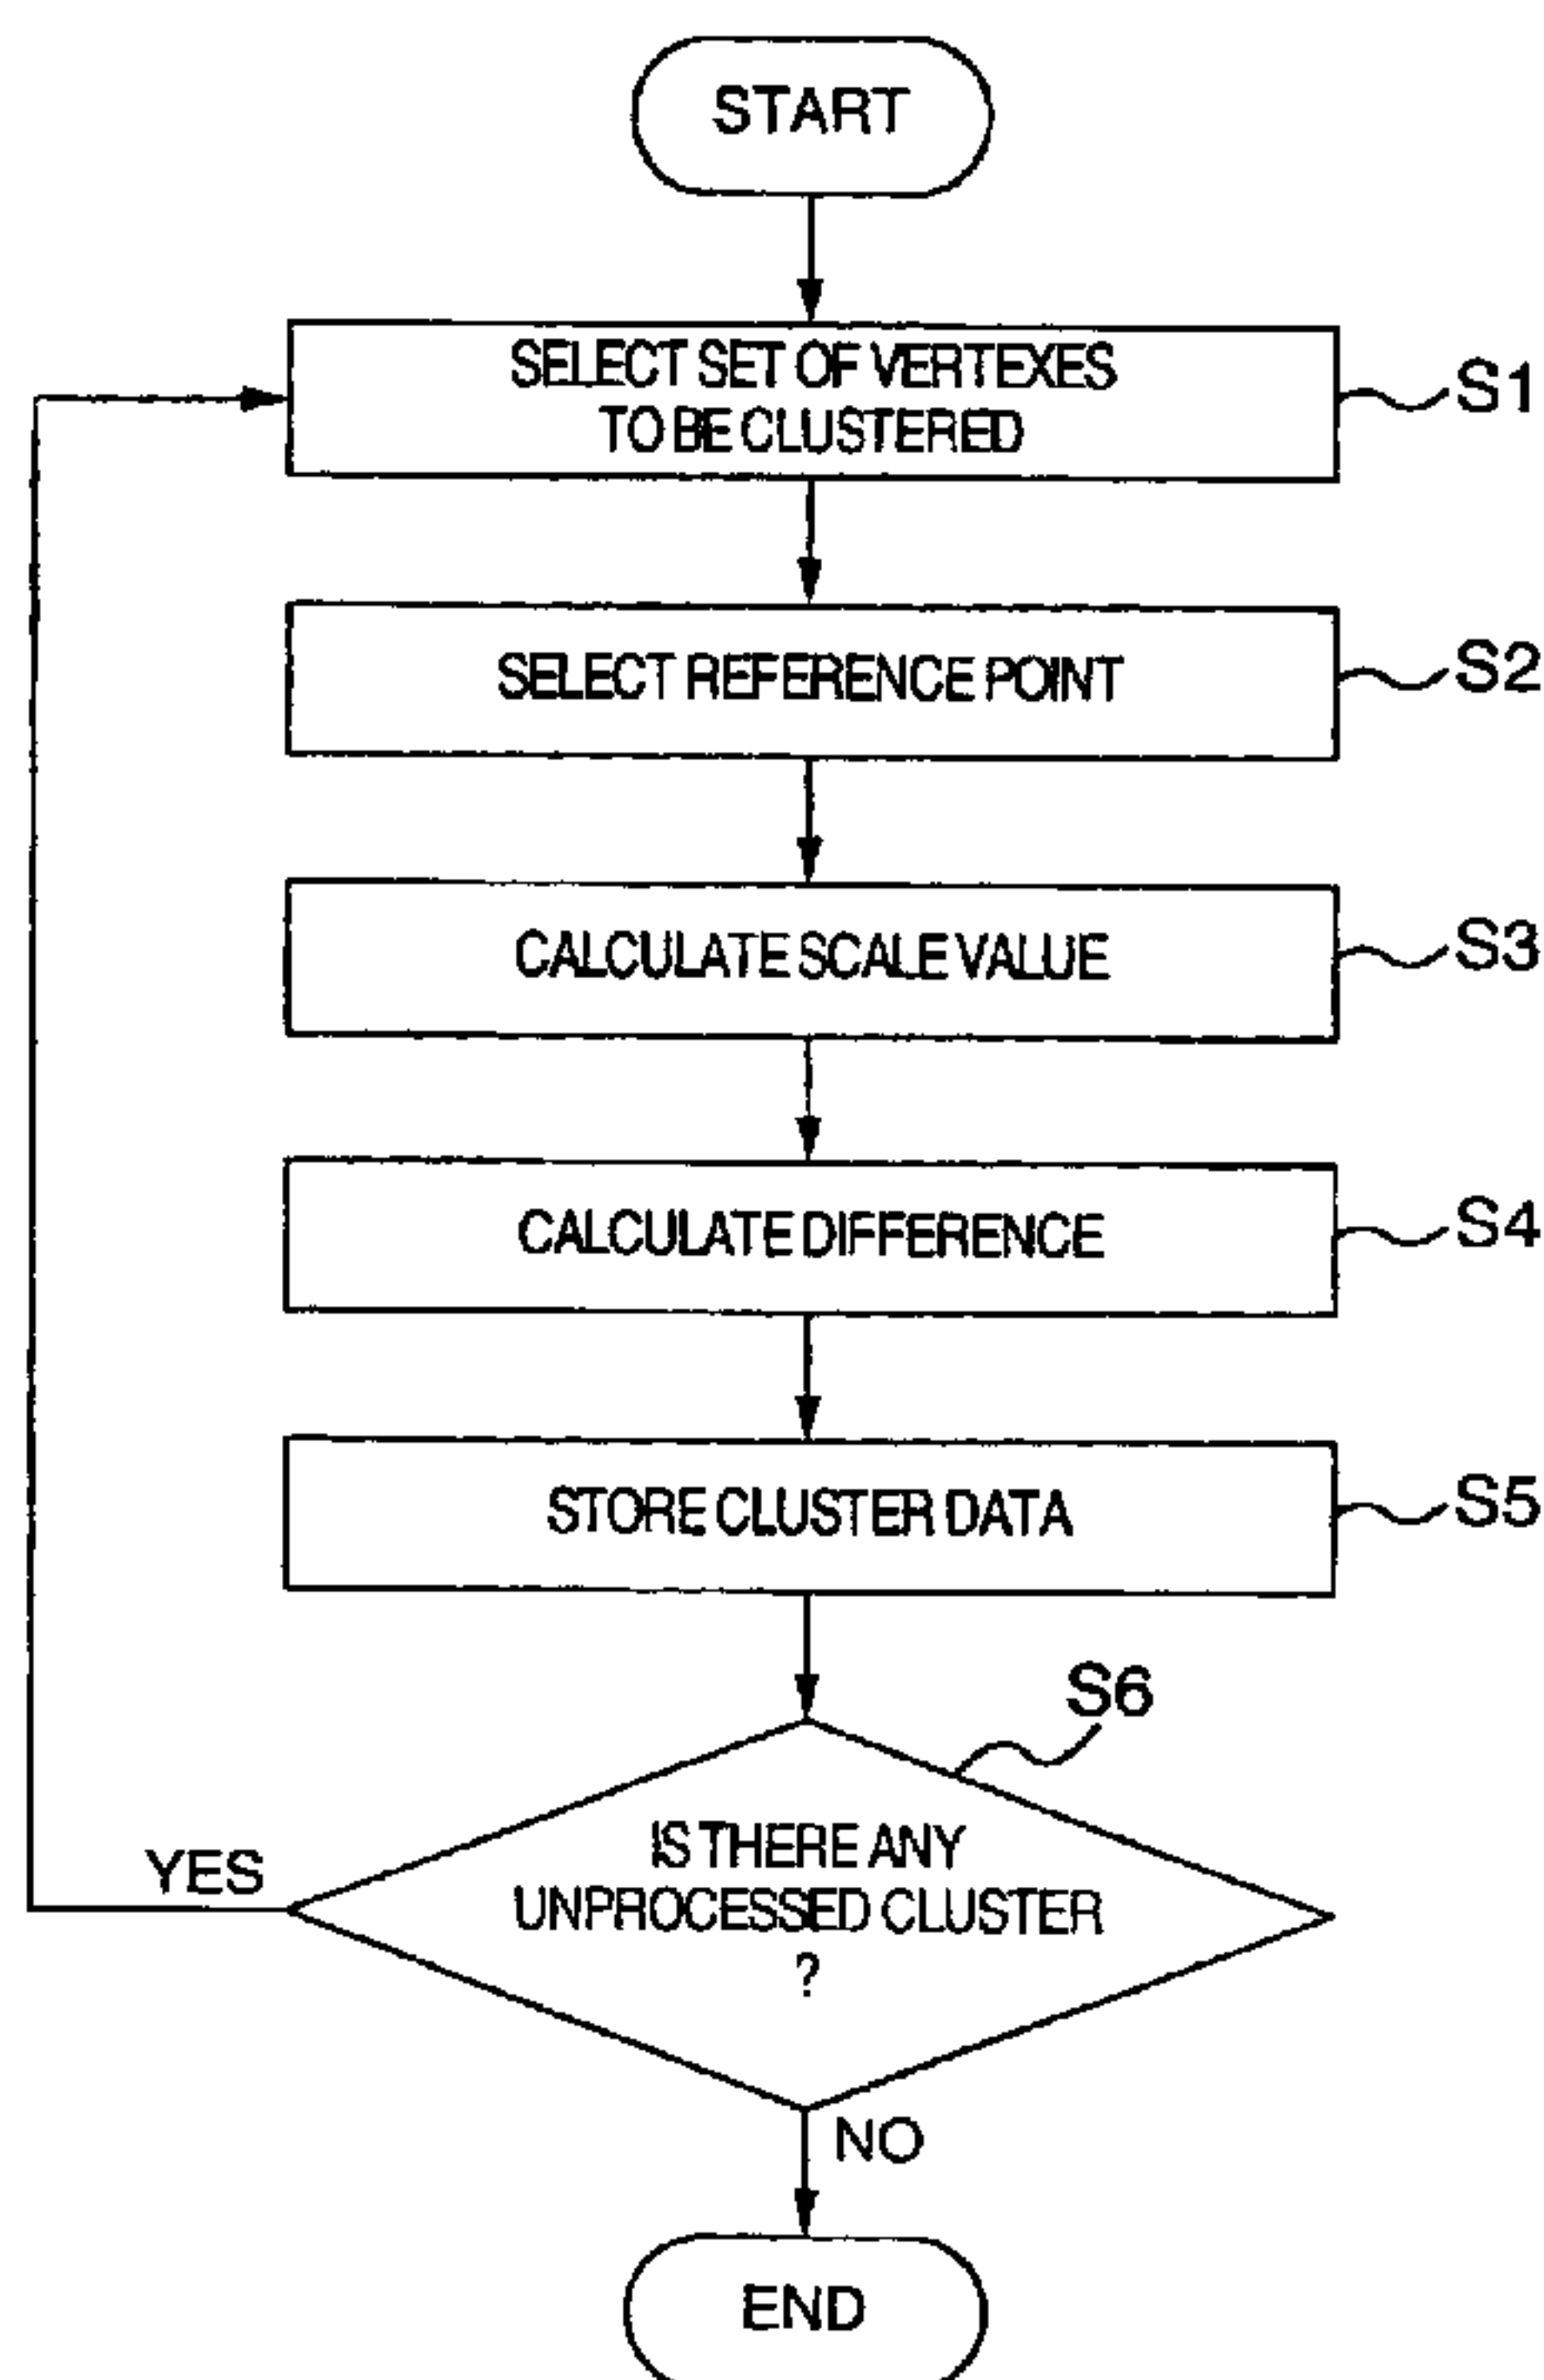 START
SELECT SET OF VERTEXES
TO BE CLUSTERED
S1
SELECT REFERENCE POINT
S2
CALCULATE SCALE VALUE
S3
CALCULATE DIFFERENCE
S4
STORE CLUSTER DATA
S5
S6
IS THERE ANY
UNPROCESSED CLUSTER
?
YES
NO
END